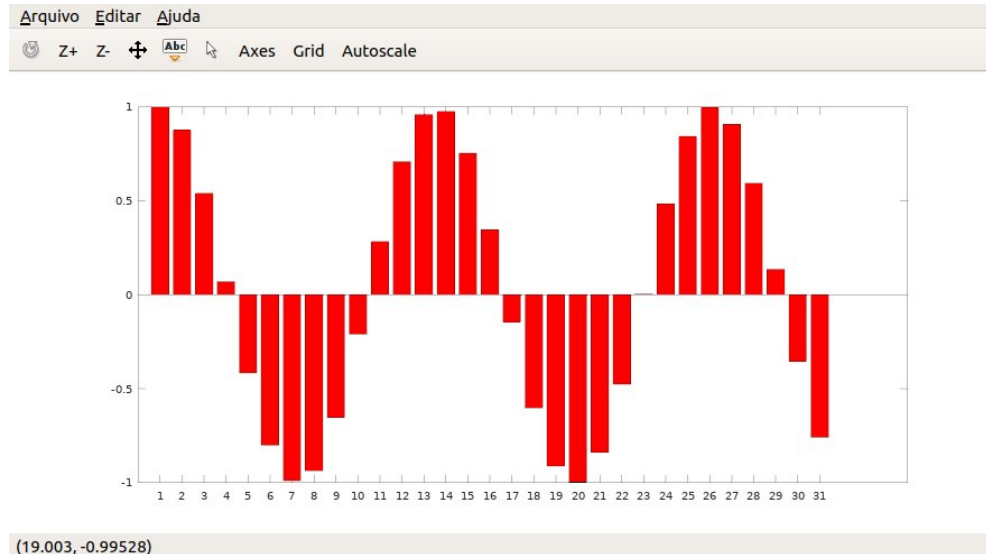 Arquivo Editar Ajuda
Z+ Z- Abc Axes Grid Autoscale
1
0.5
0
-0.5
-1
1 2 3 4 5 6 7 8 9 10 11 12 13 14 15 16 17 18 19 20 21 22 23 24 25 26 27 28 29 30 31
(19.003, -0.99528)